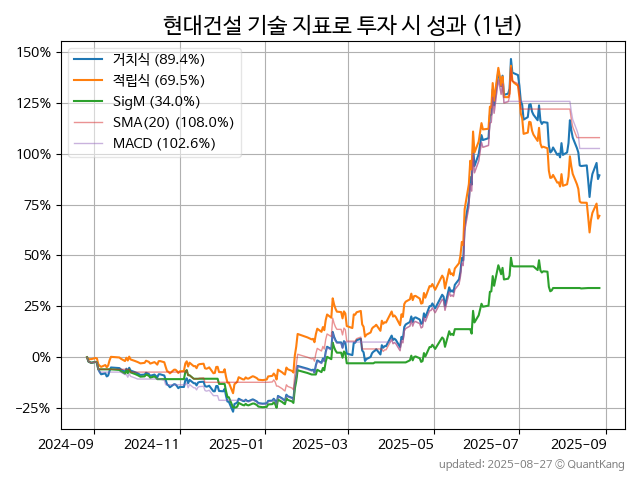 현대건설 기술 지표로 투자 시 성과 (1년)
거치식 (89.4%)
적립식 (69.5%)
SigM (34.0%)
SMA(20) (108.0%)
MACD (102.6%)
150%
125%
100%
75%
50%
25%
0%
−25%
2024-09 2024-11 2025-01 2025-03 2025-05 2025-07 2025-09
updated: 2025-08-27 © QuantKang